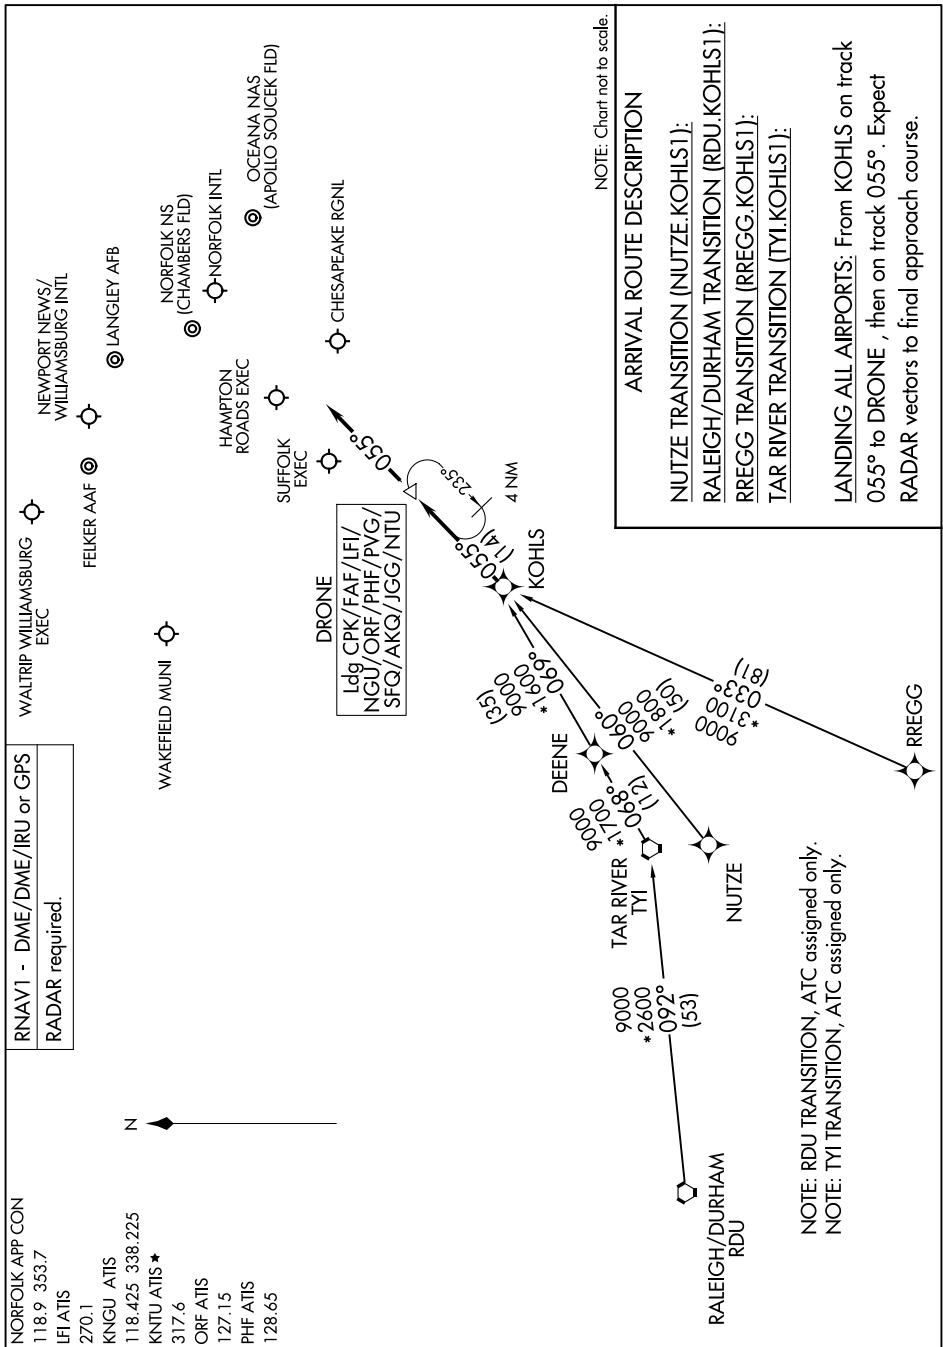 NORFOLK APP CON
118.9 353.7
LFI ATIS
270.1
KNGU ATIS
118.425 338.225
KNTU ATIS ★
317.6
ORF ATIS
127.15
PHF ATIS
128.65
N
RNAV1 - DME/DME/IRU or GPS
RADAR required.
WALTRIP WILLIAMSBURG
EXEC
NEWPORT NEWS/
WILLIAMSBURG INTL
FELKER AAF
LANGLEY AFB
WAKEFIELD MUNI
NORFOLK NS
(CHAMBERS FLD)
NORFOLK INTL
OCEANA NAS
(APOLLO SOUCEK FLD)
HAMPTON
ROADS EXEC
SUFFOLK
EXEC
CHESAPEAKE RGNL
DRONE
Ldg CPK/FAF/LFI/
NGU/ORF/PHF/PVG/
SFQ/AKQ/JGG/NTU
055°
235°
4 NM
055°
(14)
KOHLS
(35)
9000
*1600
069°
DEENE
9000
*1700
068°
(12)
TAR RIVER
TYI
060°
9000
*1800
(50)
NUTZE
9000
*3100
033°
(81)
RREGG
9000
*2600
092°
(53)
RALEIGH/DURHAM
RDU
NOTE: RDU TRANSITION, ATC assigned only.
NOTE: TYI TRANSITION, ATC assigned only.
NOTE: Chart not to scale.
ARRIVAL ROUTE DESCRIPTION
NUTZE TRANSITION (NUTZE.KOHLS1):
RALEIGH/DURHAM TRANSITION (RDU.KOHLS1):
RREGG TRANSITION (RREGG.KOHLS1):
TAR RIVER TRANSITION (TYI.KOHLS1):
LANDING ALL AIRPORTS: From KOHLS on track
055° to DRONE , then on track 055°. Expect
RADAR vectors to final approach course.